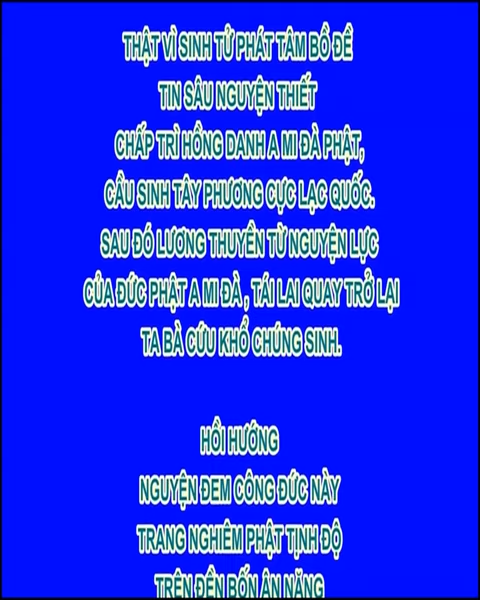 THẬT VÌ SINH TỬ PHÁT TÂM BỒ ĐỀ
TIN SÂU NGUYỆN THIẾT
CHẤP TRÌ HỒNG DANH A MI ĐÀ PHẬT,
CẦU SINH TÂY PHƯƠNG CỰC LẠC QUỐC.
SAU ĐÓ LƯƠNG THUYỀN TỪ NGUYỆN LỰC
CỦA ĐỨC PHẬT A MI ĐÀ , TÁI LAI QUAY TRỞ LẠI
TA BÀ CỨU KHỔ CHÚNG SINH.
HỒI HƯỚNG
NGUYỆN ĐEM CÔNG ĐỨC NÀY
TRANG NGHIÊM PHẬT TỊNH ĐỘ
TRÊN ĐỀN BỐN ÂN NẶNG